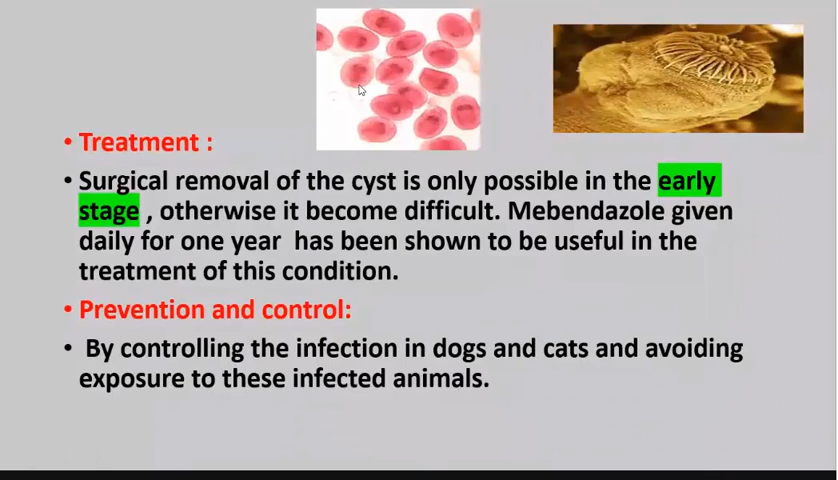 • Treatment :
• Surgical removal of the cyst is only possible in the early
stage , otherwise it become difficult. Mebendazole given
daily for one year has been shown to be useful in the
treatment of this condition.
• Prevention and control:
• By controlling the infection in dogs and cats and avoiding
exposure to these infected animals.